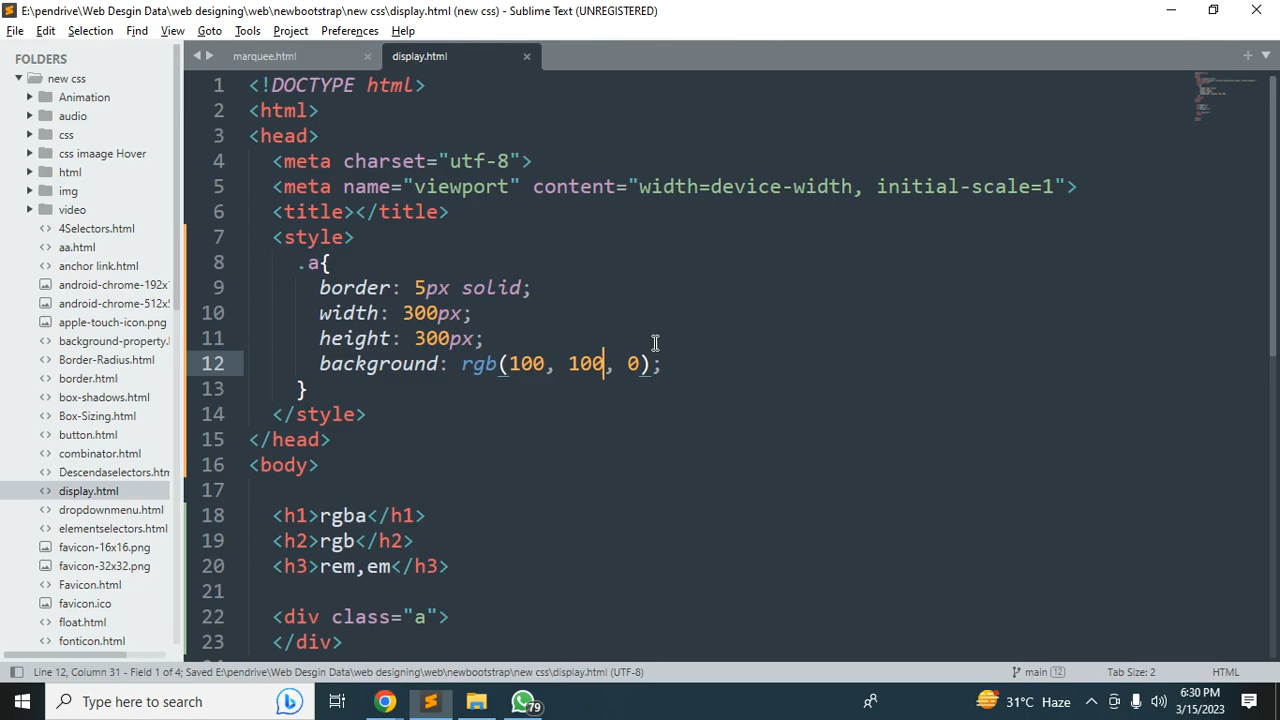 E:\pendrive\Web Desgin Data\web designing\web\newbootstrap\new css\display.html (new css) - Sublime Text (UNREGISTERED)
File Edit Selection Find View Goto Tools Project Preferences Help
FOLDERS
new css
Animation
audio
css
css imaage Hover
html
img
video
4Selectors.html
aa.html
anchor link.html
android-chrome-192x
android-chrome-512x5
apple-touch-icon.png
background-property.
Border-Radius.html
border.html
box-shadows.html
Box-Sizing.html
button.html
combinator.html
Descendaselectors.htm
display.html
dropdownmenu.html
elementselectors.html
favicon-16x16.png
favicon-32x32.png
Favicon.html
favicon.ico
float.html
fonticon.html
marquee.html
display.html
1 <!DOCTYPE html>
2 <html>
3 <head>
4 <meta charset="utf-8">
5 <meta name="viewport" content="width=device-width, initial-scale=1">
6 <title></title>
7 <style>
8 .a{
9 border: 5px solid;
10 width: 300px;
11 height: 300px;
12 background: rgb(100, 100, 0);
13 }
14 </style>
15 </head>
16 <body>
17
18 <h1>rgba</h1>
19 <h2>rgb</h2>
20 <h3>rem,em</h3>
21
22 <div class="a">
23 </div>
Line 12, Column 31 - Field 1 of 4; Saved E:\pendrive\Web Desgin Data\web designing\web\newbootstrap\new css\display.html (UTF-8)
main 12
Tab Size: 2
HTML
Type here to search
79
31°C Haze
6:30 PM
3/15/2023